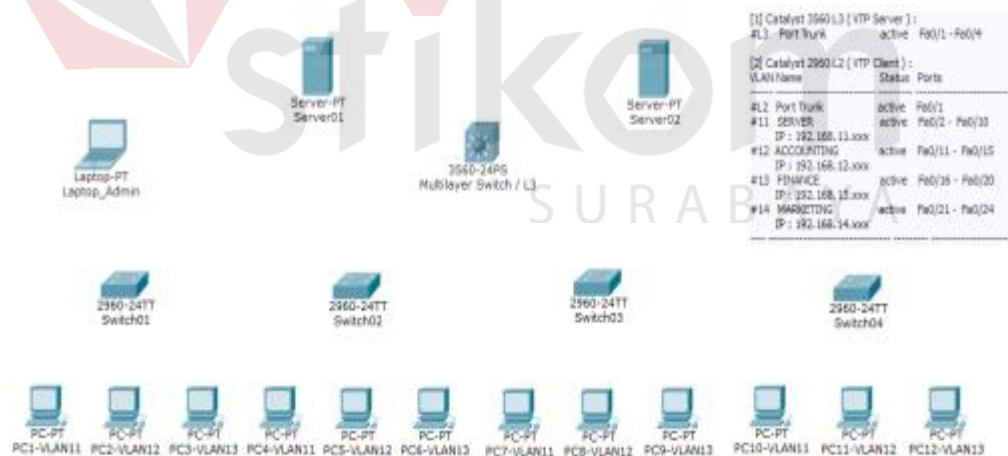 stikom
SURABAYA
[1] Catalyst 3560 L3 ( VTP Server ) :
#L3 Port Trunk active Fa0/1 - Fa0/4
[2] Catalyst 2960 L2 ( VTP Client ) :
VLAN Name Status Ports
#L2 Port Trunk active Fa0/1
#11 SERVER active Fa0/2 - Fa0/10
IP : 192.168.11.xxx
#12 ACCOUNTING active Fa0/11 - Fa0/15
IP : 192.168.12.xxx
#13 FINANCE active Fa0/16 - Fa0/20
IP : 192.168.13.xxx
#14 MARKETING active Fa0/21 - Fa0/24
IP : 192.168.14.xxx
Server-PT
Server01
Server-PT
Server02
Laptop-PT
Laptop_Admin
3560-24PS
Multilayer Switch / L3
2960-24TT
Switch01
2960-24TT
Switch02
2960-24TT
Switch03
2960-24TT
Switch04
PC-PT
PC1-VLAN11
PC-PT
PC2-VLAN12
PC-PT
PC3-VLAN13
PC-PT
PC4-VLAN11
PC-PT
PC5-VLAN12
PC-PT
PC6-VLAN13
PC-PT
PC7-VLAN11
PC-PT
PC8-VLAN12
PC-PT
PC9-VLAN13
PC-PT
PC10-VLAN11
PC-PT
PC11-VLAN12
PC-PT
PC12-VLAN13